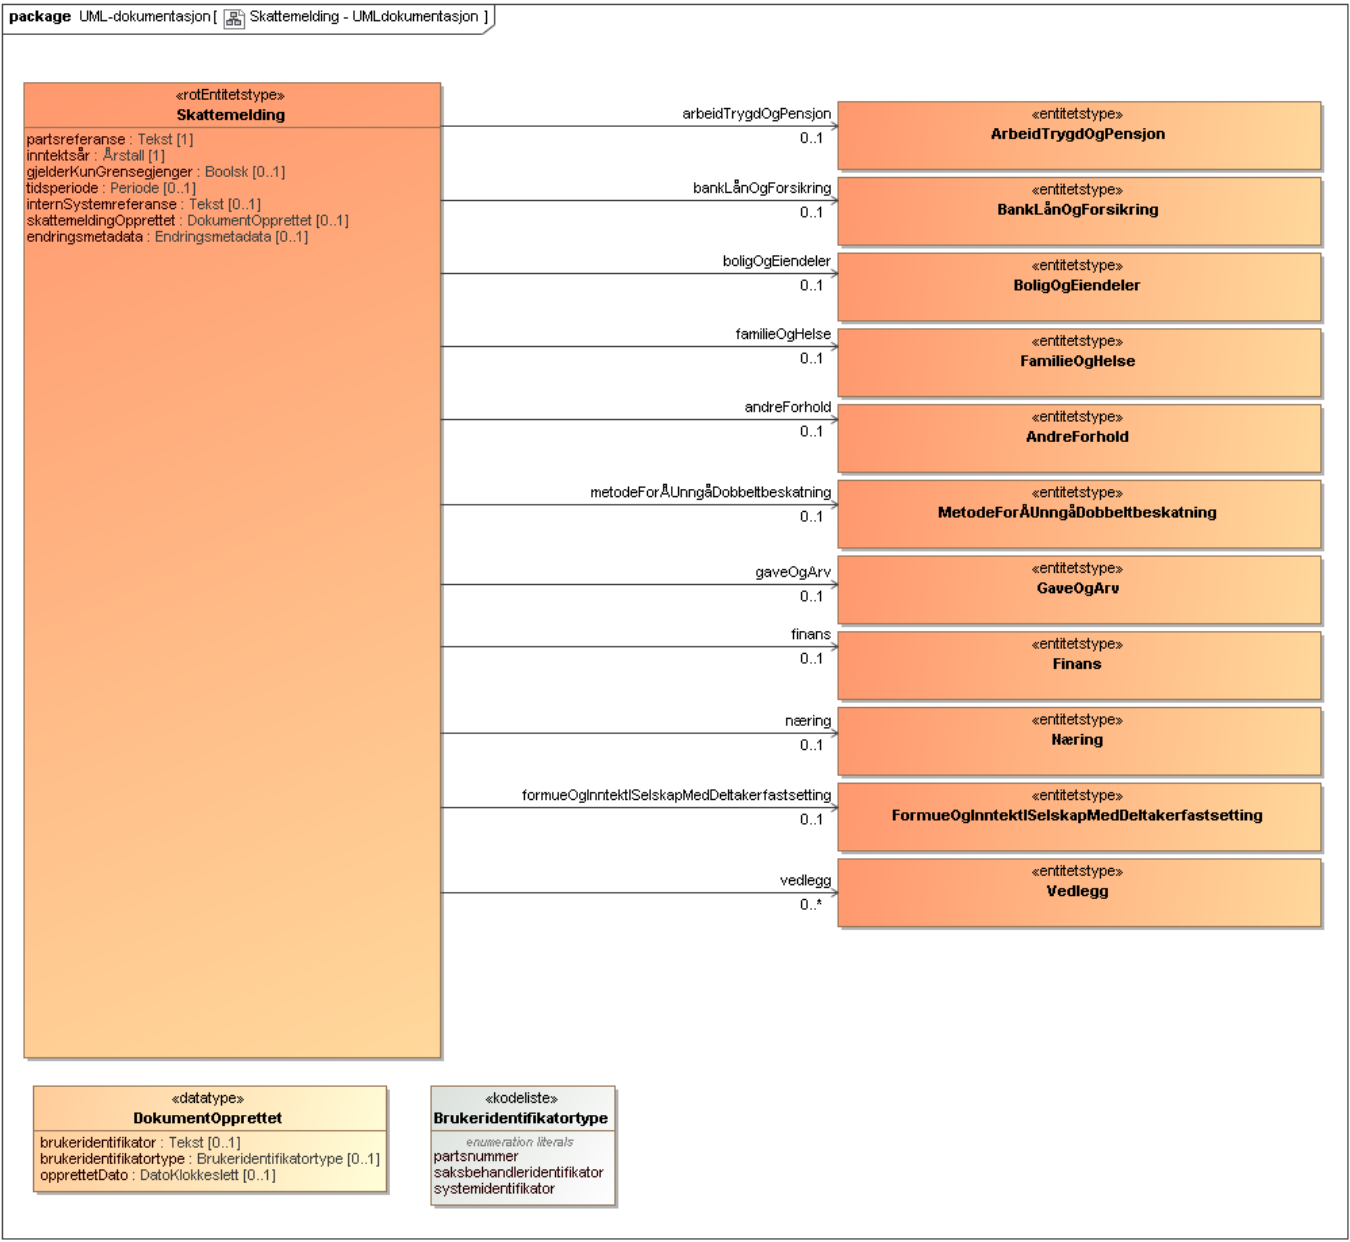 package UML-dokumentasjon [ Skattemelding - UMLdokumentasjon ]
«rotEntitetstype»
Skattemelding
partsreferanse : Tekst [1]
inntektsår : Årstall [1]
gjelderKunGrensegjenger : Boolsk [0..1]
tidsperiode : Periode [0..1]
internSystemreferanse : Tekst [0..1]
skattemeldingOpprettet : DokumentOpprettet [0..1]
endringsmetadata : Endringsmetadata [0..1]
arbeidTrygdOgPensjon
0..1
«entitetstype»
ArbeidTrygdOgPensjon
bankLånOgForsikring
0..1
«entitetstype»
BankLånOgForsikring
boligOgEiendeler
0..1
«entitetstype»
BoligOgEiendeler
familieOgHelse
0..1
«entitetstype»
FamilieOgHelse
andreForhold
0..1
«entitetstype»
AndreForhold
metodeForÅUnngåDobbeltbeskatning
0..1
«entitetstype»
MetodeForÅUnngåDobbeltbeskatning
gaveOgArv
0..1
«entitetstype»
GaveOgArv
finans
0..1
«entitetstype»
Finans
næring
0..1
«entitetstype»
Næring
formueOgInntektISelskapMedDeltakerfastsetting
0..1
«entitetstype»
FormueOgInntektISelskapMedDeltakerfastsetting
vedlegg
0..*
«entitetstype»
Vedlegg
«datatype»
DokumentOpprettet
brukeridentifikator : Tekst [0..1]
brukeridentifikatortype : Brukeridentifikatortype [0..1]
opprettetDato : DatoKlokkeslett [0..1]
«kodeliste»
Brukeridentifikatortype
enumeration literals
partsnummer
saksbehandleridentifikator
systemidentifikator